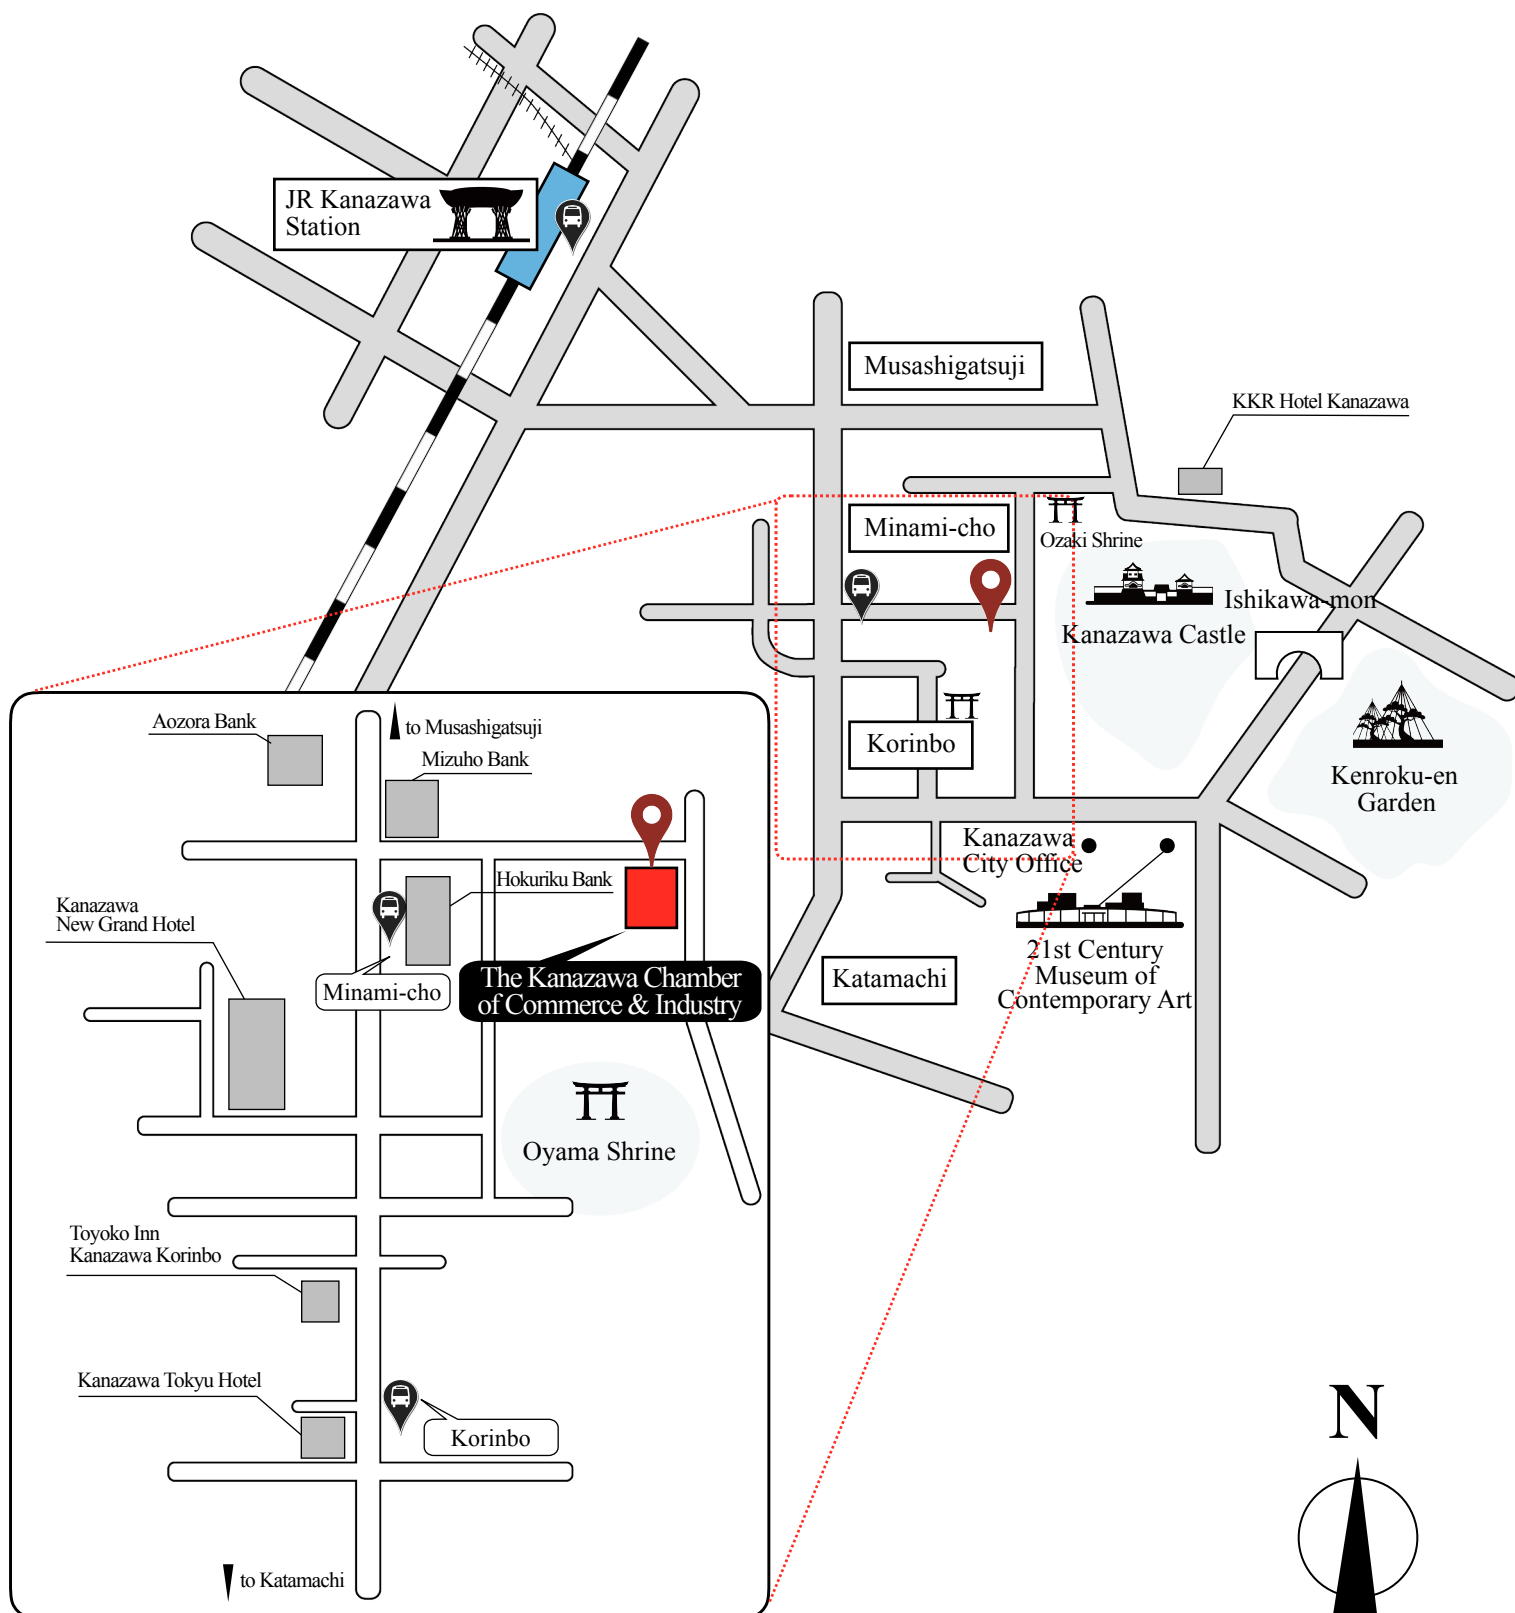 JR Kanazawa
Station
Musashigatsuji
KKR Hotel Kanazawa
Minami-cho
Ozaki Shrine
Ishikawa-mon
Kanazawa Castle
Korinbo
Kenroku-en
Garden
Kanazawa
City Office
21st Century
Museum of
Contemporary Art
Katamachi
Aozora Bank
to Musashigatsuji
Mizuho Bank
Hokuriku Bank
Kanazawa
New Grand Hotel
Minami-cho
The Kanazawa Chamber
of Commerce & Industry
Oyama Shrine
Toyoko Inn
Kanazawa Korinbo
Kanazawa Tokyu Hotel
Korinbo
to Katamachi
N